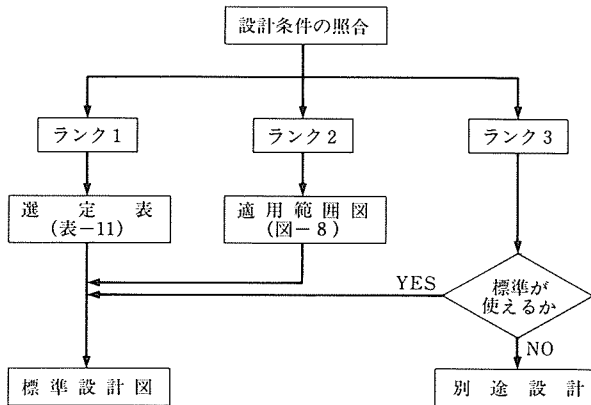 設計条件の照合
ランク1
ランク2
ランク3
選定表
(表−11)
適用範囲図
(図−8)
YES
標準が
使えるか
NO
標準設計図
別途設計